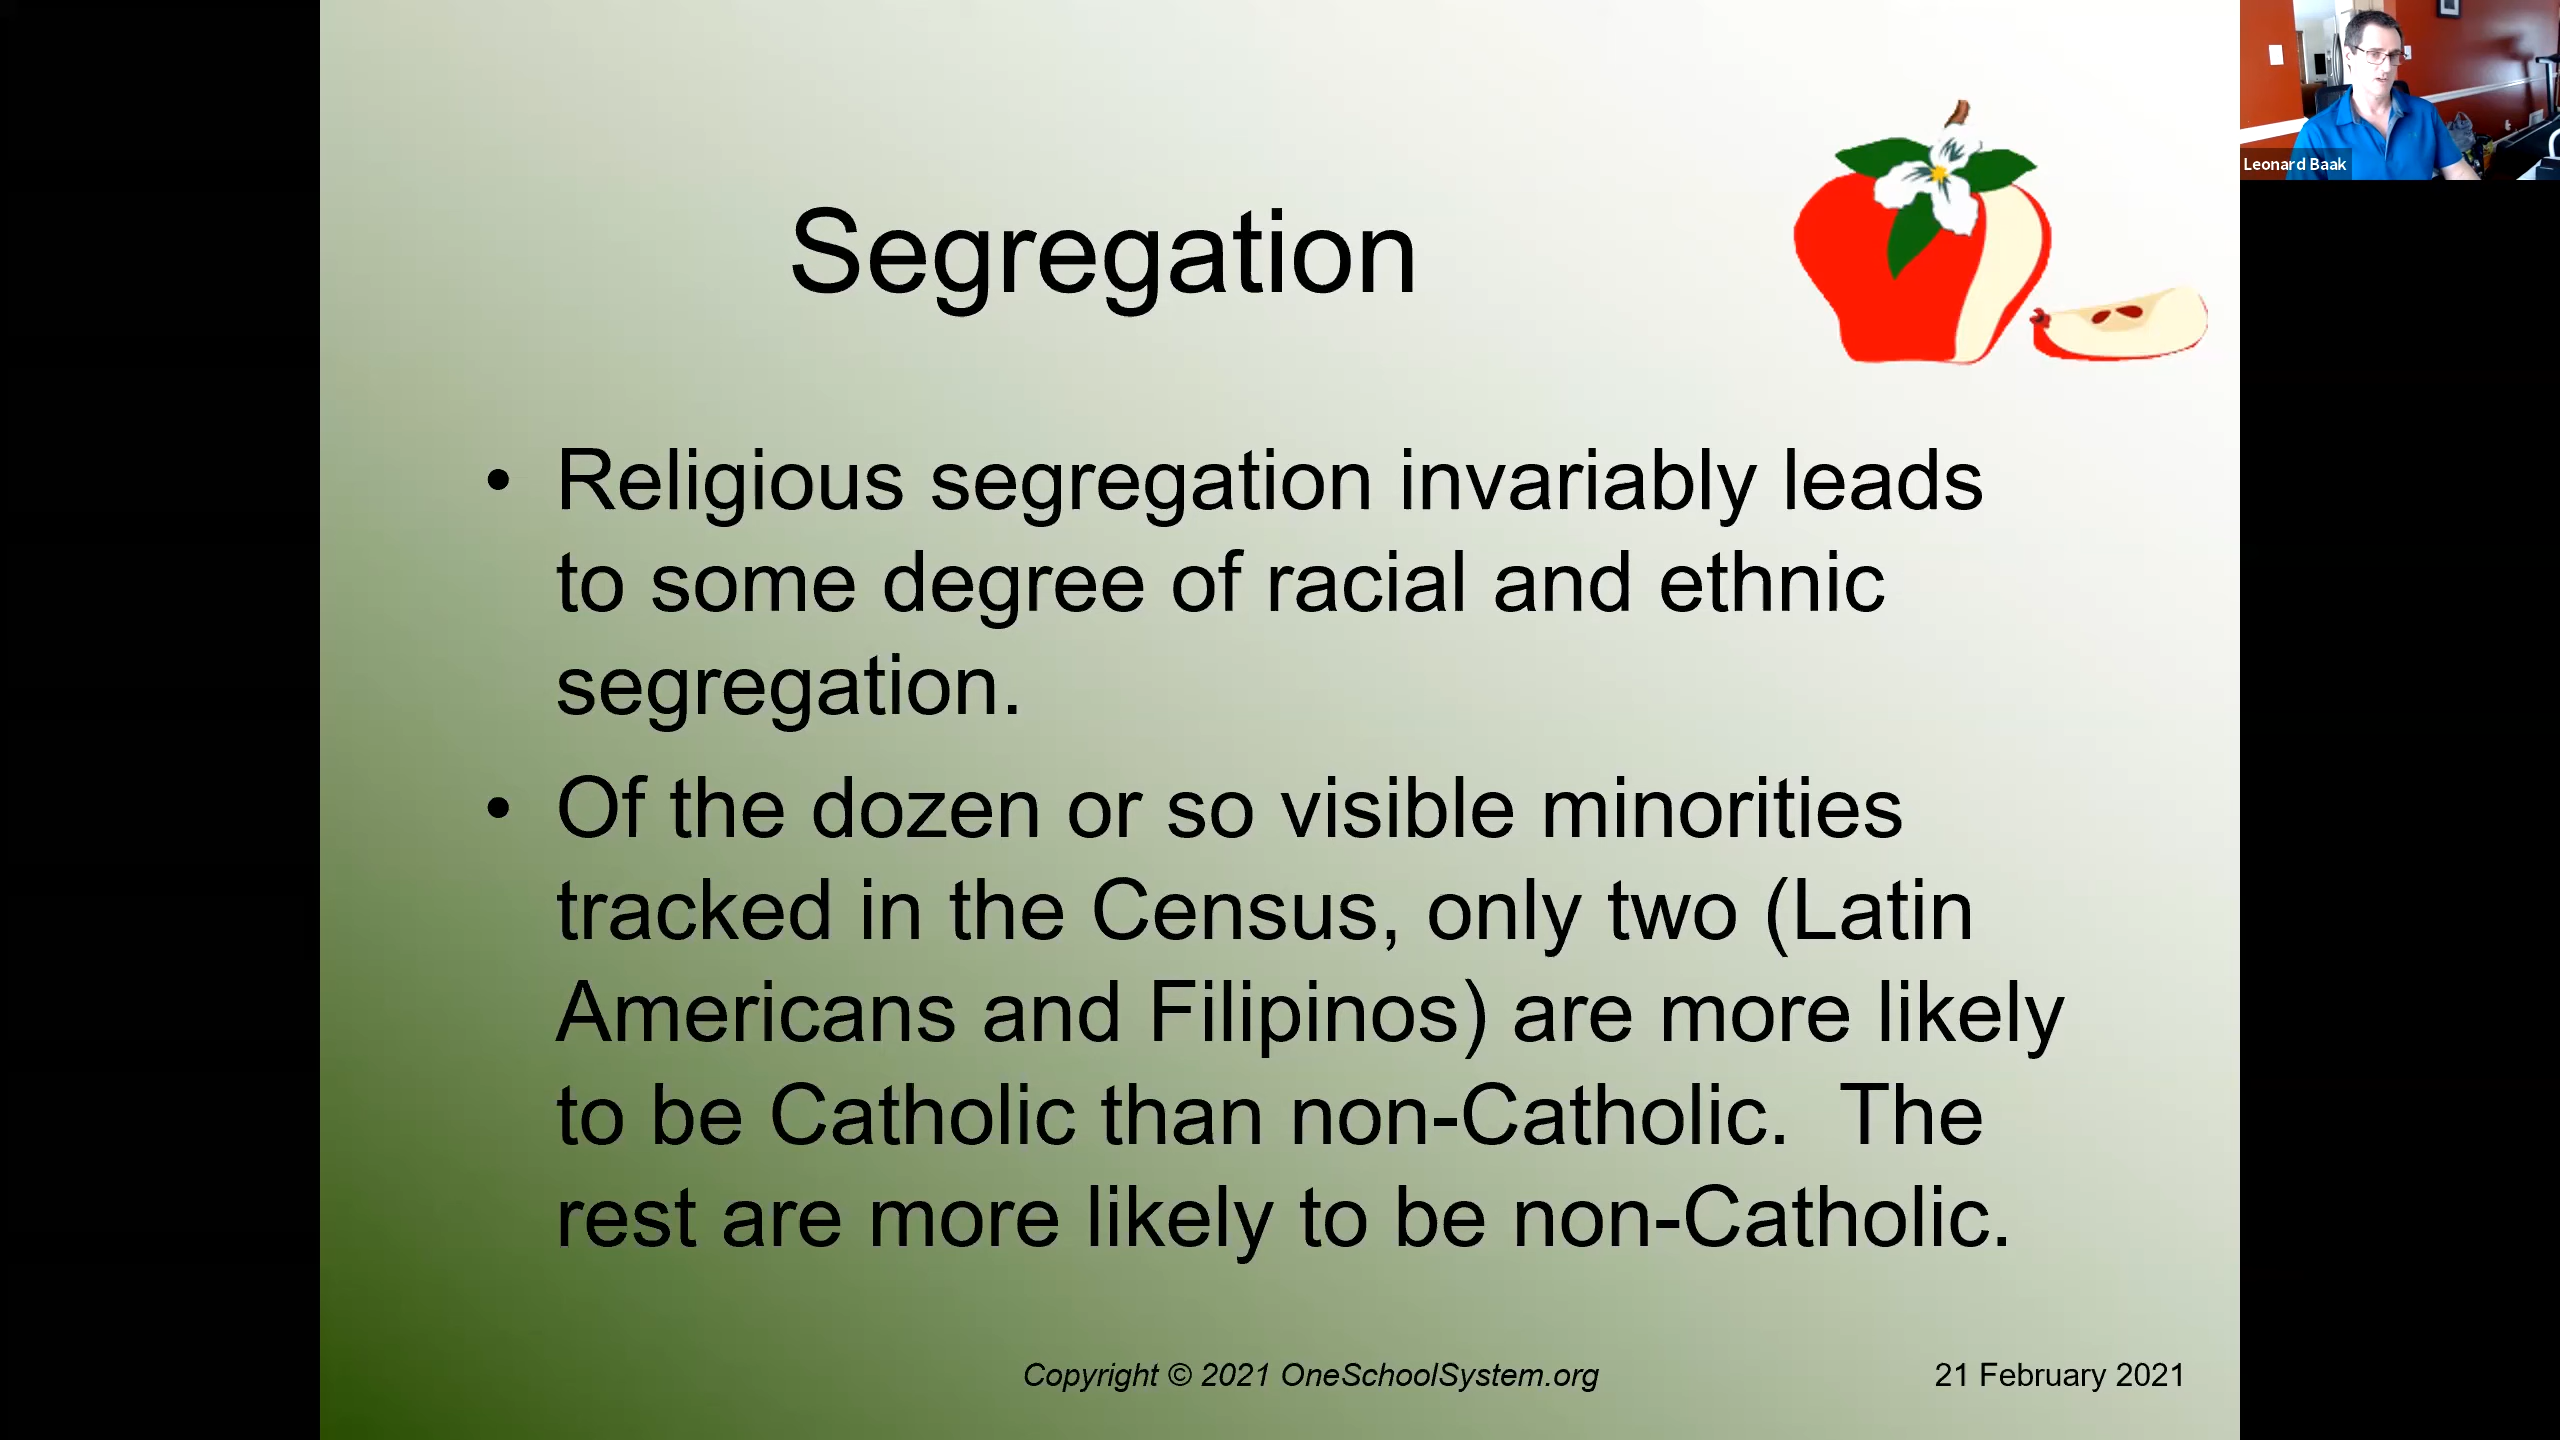 Leonard Baak
Segregation
• Religious segregation invariably leads
to some degree of racial and ethnic
segregation.
• Of the dozen or so visible minorities
tracked in the Census, only two (Latin
Americans and Filipinos) are more likely
to be Catholic than non-Catholic.  The
rest are more likely to be non-Catholic.
Copyright © 2021 OneSchoolSystem.org
21 February 2021